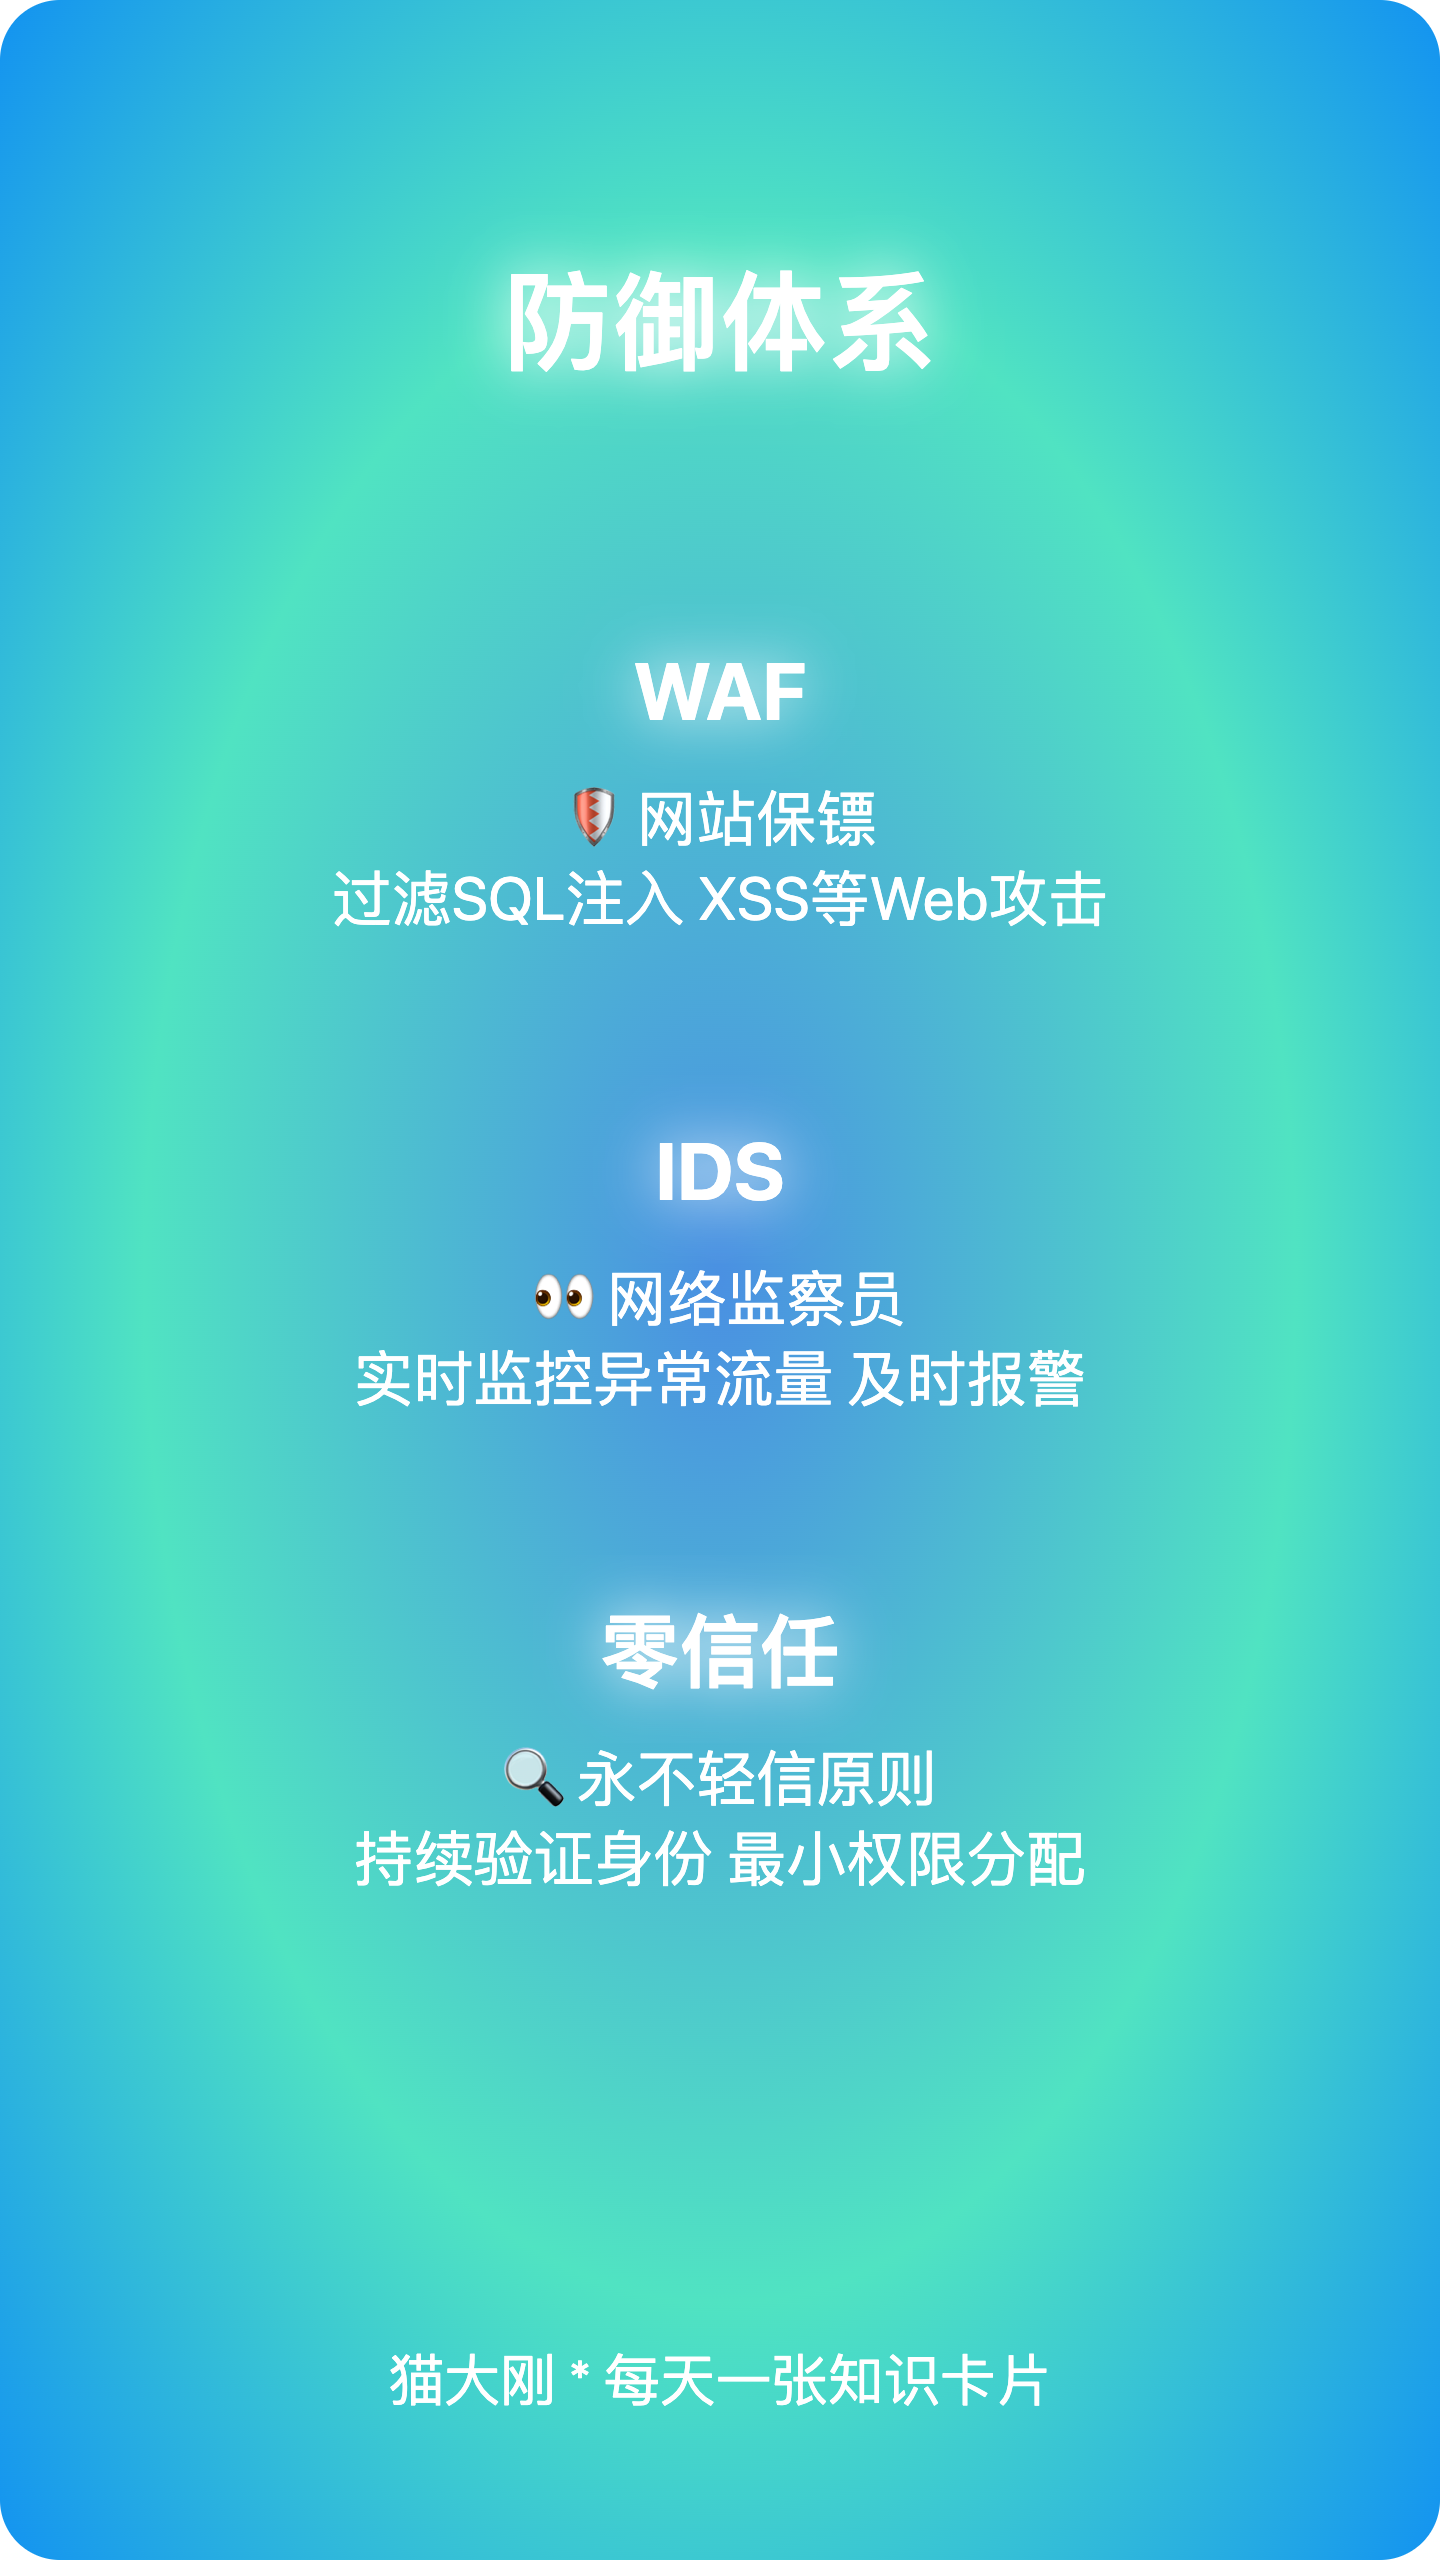 防御体系
WAF
🛡️ 网站保镖
过滤SQL注入 XSS等Web攻击
IDS
👀 网络监察员
实时监控异常流量 及时报警
零信任
🔍 永不轻信原则
持续验证身份 最小权限分配
猫大刚 * 每天一张知识卡片